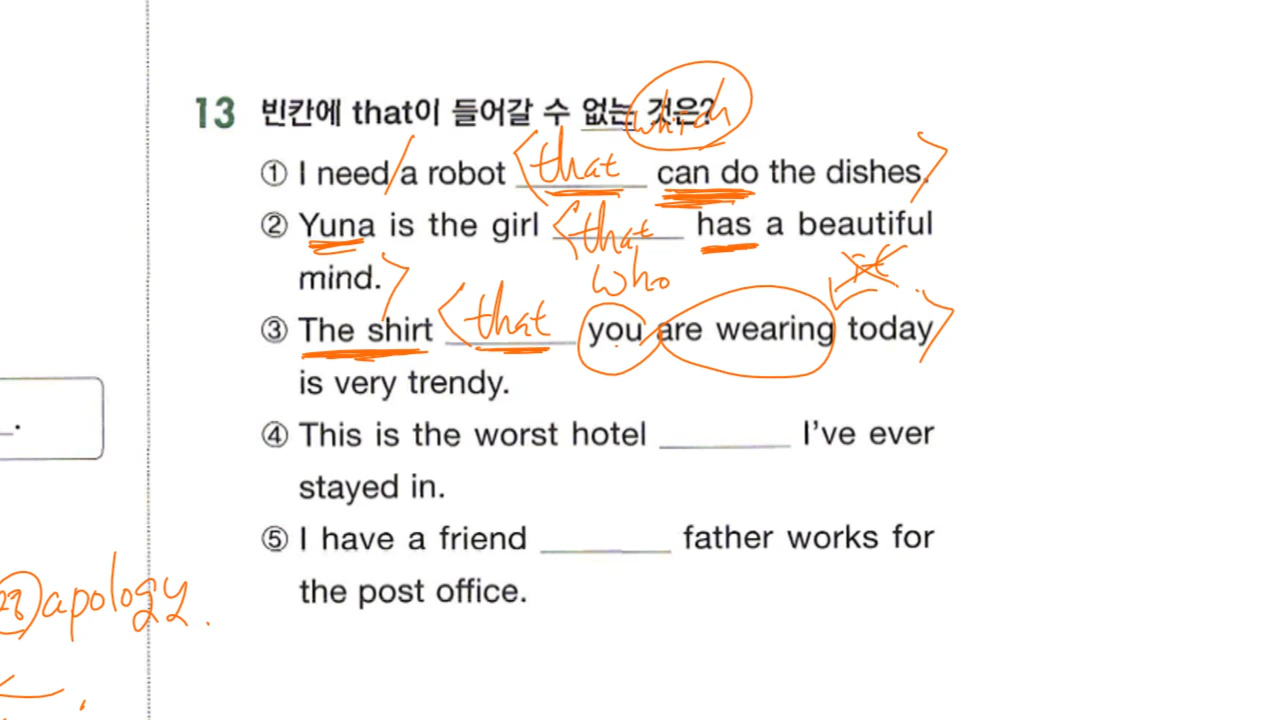 which
13 빈칸에 that이 들어갈 수 없는 것은?
① I need a robot that can do the dishes.
② Yuna is the girl that has a beautiful
mind. who it
③ The shirt that you are wearing today
is very trendy.
④ This is the worst hotel ________ I've ever
stayed in.
⑤ I have a friend ________ father works for
the post office.
apology.